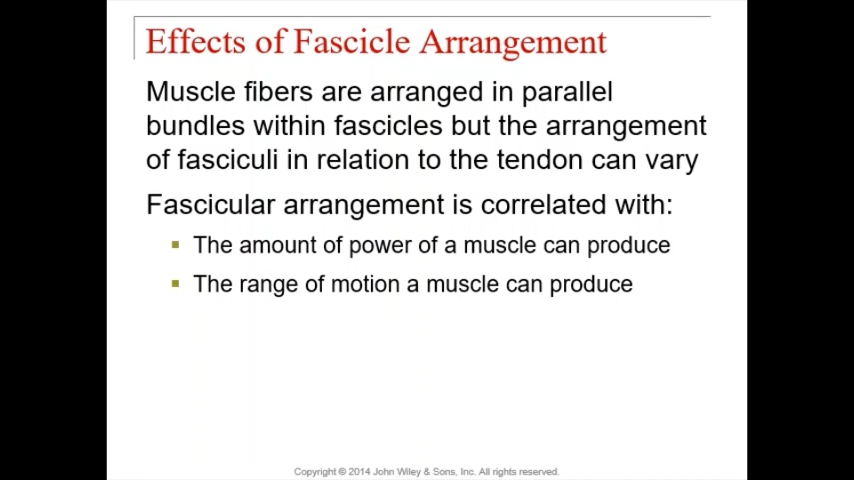 Effects of Fascicle Arrangement
Muscle fibers are arranged in parallel
bundles within fascicles but the arrangement
of fasciculi in relation to the tendon can vary
Fascicular arrangement is correlated with:
The amount of power of a muscle can produce
The range of motion a muscle can produce
Copyright © 2014 John Wiley & Sons, Inc. All rights reserved.